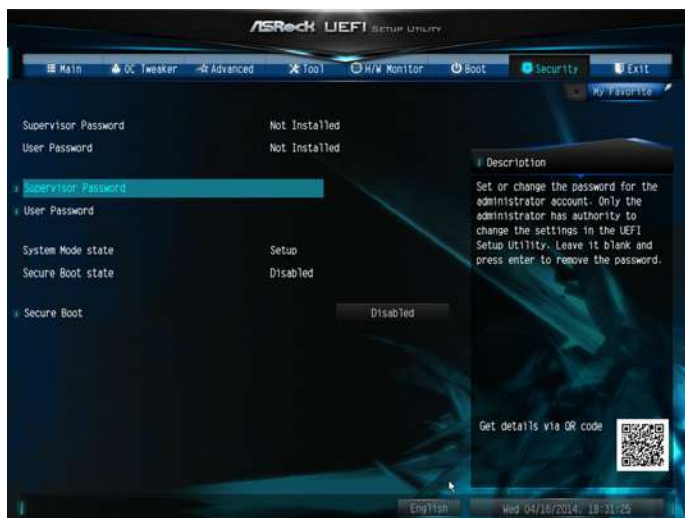 ASRock UEFI SETUP UTILITY
Main OC Tweaker Advanced Tool H/W Monitor Boot Security Exit
My Favorite
Supervisor Password Not Installed
User Password Not Installed
Supervisor Password
User Password
System Mode state Setup
Secure Boot state Disabled
Secure Boot Disabled
Description
Set or change the password for the
administrator account. Only the
administrator has authority to
change the settings in the UEFI
Setup Utility. Leave it blank and
press enter to remove the password.
Get details via QR code
English Wed 04/16/2014, 18:31:25